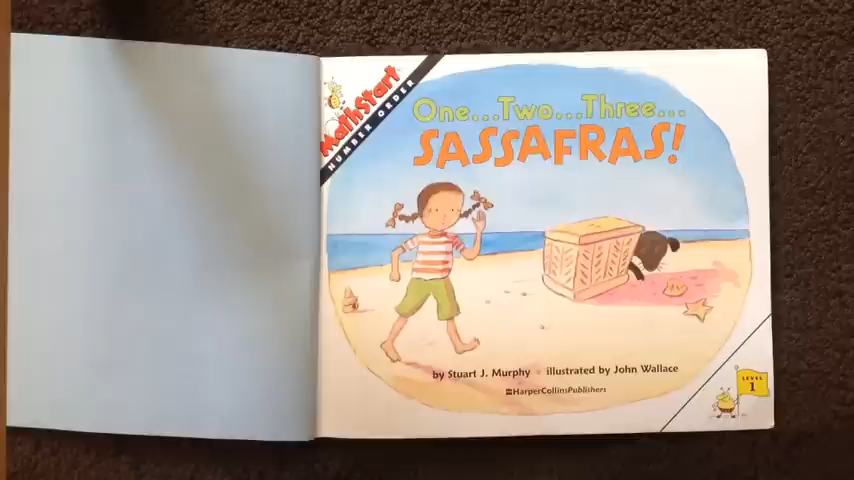 MathStart
NUMBER ORDER
One...Two...Three...
SASSAFRAS!
by Stuart J. Murphy • illustrated by John Wallace
HarperCollinsPublishers
LEVEL
1